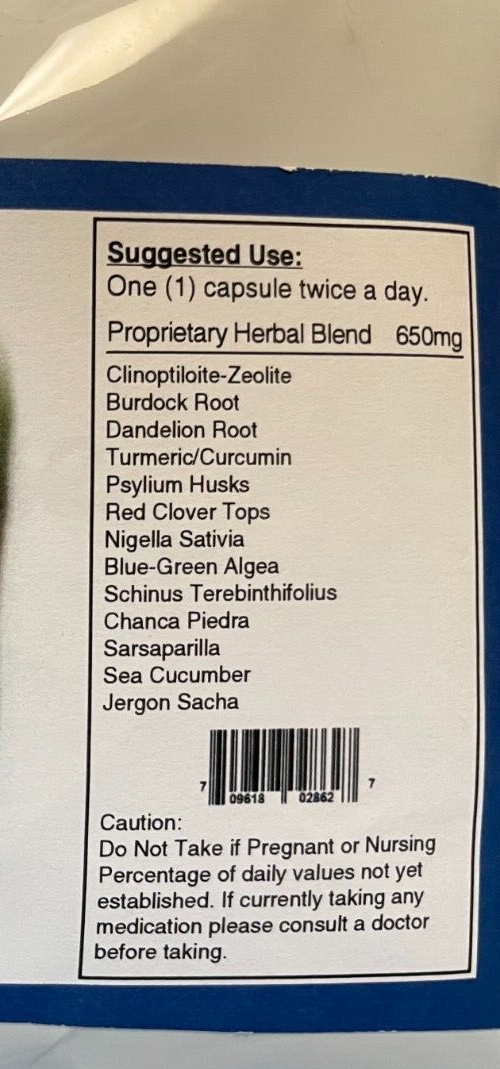 Suggested Use:
One (1) capsule twice a day.
Proprietary Herbal Blend 650mg
Clinoptiloite-Zeolite
Burdock Root
Dandelion Root
Turmeric/Curcumin
Psylium Husks
Red Clover Tops
Nigella Sativia
Blue-Green Algea
Schinus Terebinthifolius
Chanca Piedra
Sarsaparilla
Sea Cucumber
Jergon Sacha
7 09618 02862 7
Caution:
Do Not Take if Pregnant or Nursing
Percentage of daily values not yet
established. If currently taking any
medication please consult a doctor
before taking.